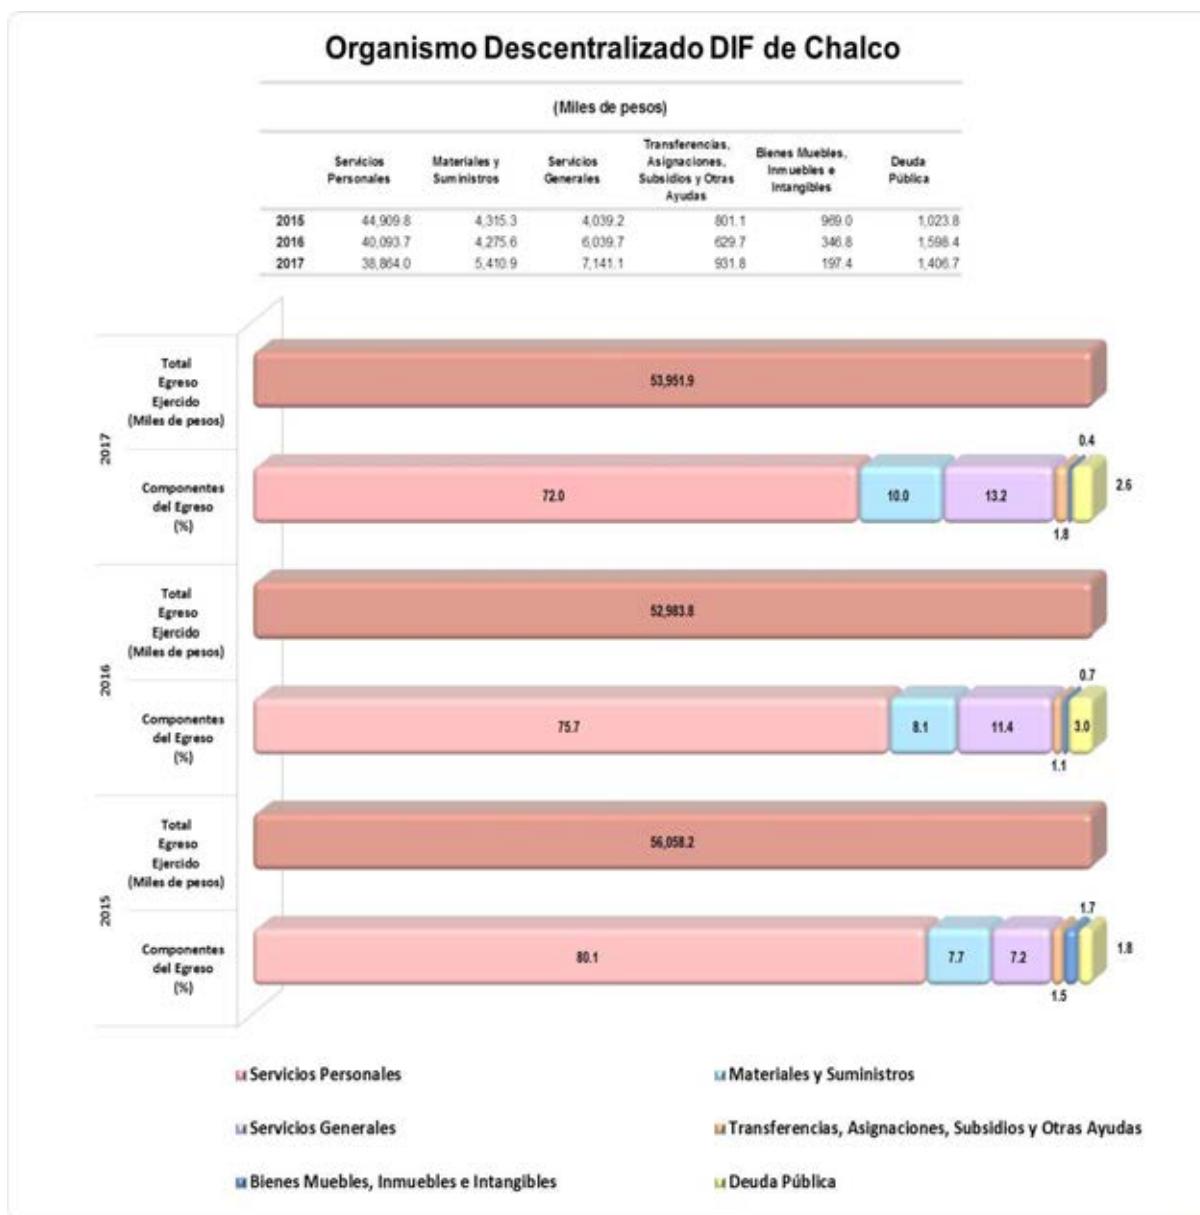 Organismo Descentralizado DIF de Chalco
(Miles de pesos)
Servicios Personales Materiales y Suministros Servicios Generales Transferencias, Asignaciones, Subsidios y Otras Ayudas Bienes Muebles, Inmuebles e Intangibles Deuda Pública
2015 44,909.8 4,315.3 4,039.2 801.1 969.0 1,023.8
2016 40,093.7 4,275.6 6,039.7 629.7 346.8 1,598.4
2017 38,864.0 5,410.9 7,141.1 931.8 197.4 1,406.7
2017
Total
Egreso
Ejercido
(Miles de pesos)
53,951.9
Componentes
del Egreso
(%)
72.0 10.0 13.2 1.8 0.4 2.6
2016
Total
Egreso
Ejercido
(Miles de pesos)
52,983.8
Componentes
del Egreso
(%)
75.7 8.1 11.4 1.1 0.7 3.0
2015
Total
Egreso
Ejercido
(Miles de pesos)
56,058.2
Componentes
del Egreso
(%)
80.1 7.7 7.2 1.5 1.7 1.8
Servicios Personales
Materiales y Suministros
Servicios Generales
Transferencias, Asignaciones, Subsidios y Otras Ayudas
Bienes Muebles, Inmuebles e Intangibles
Deuda Pública